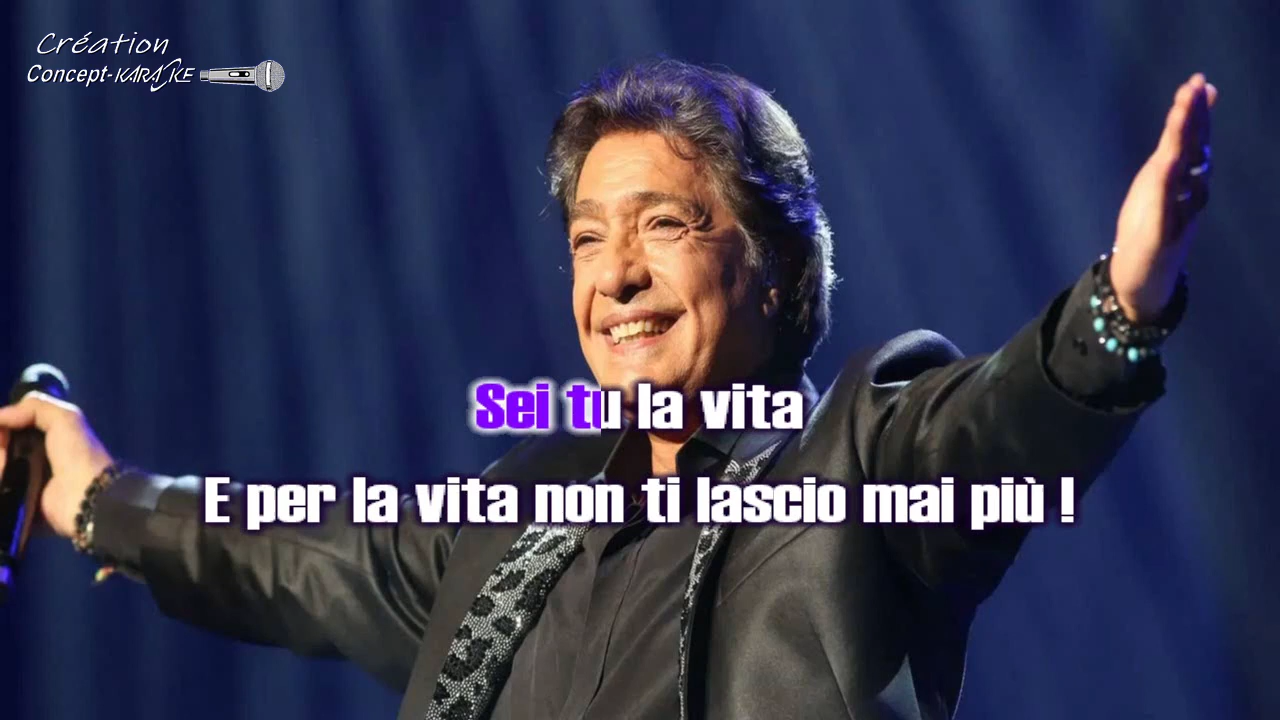 Création
Concept-KARAOKE
Sei tu la vita
E per la vita non ti lascio mai più !